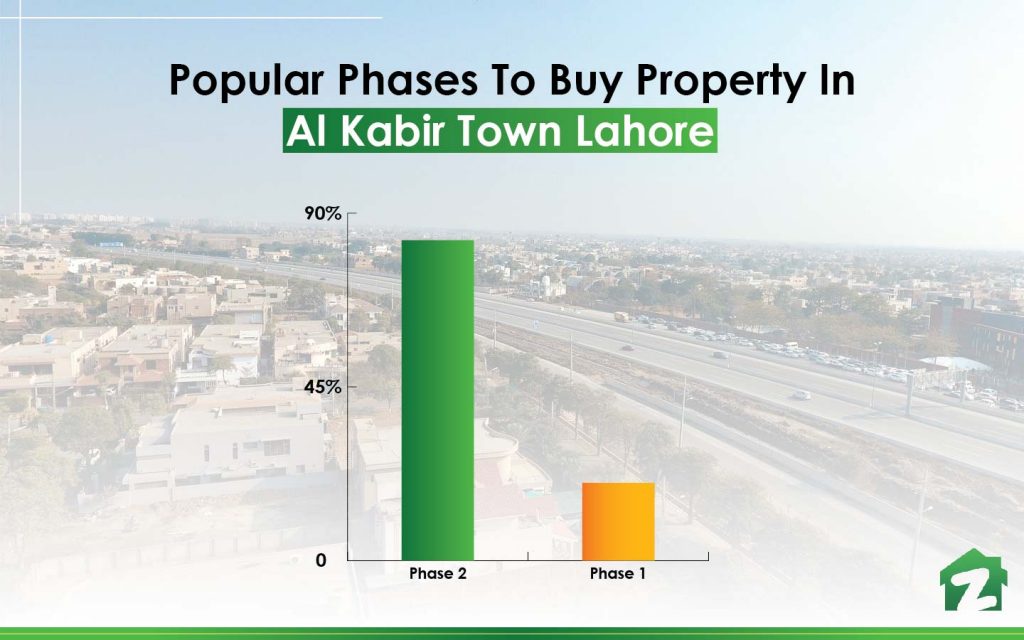 Popular Phases To Buy Property In
Al Kabir Town Lahore
90%
45%
0
Phase 2
Phase 1
Z